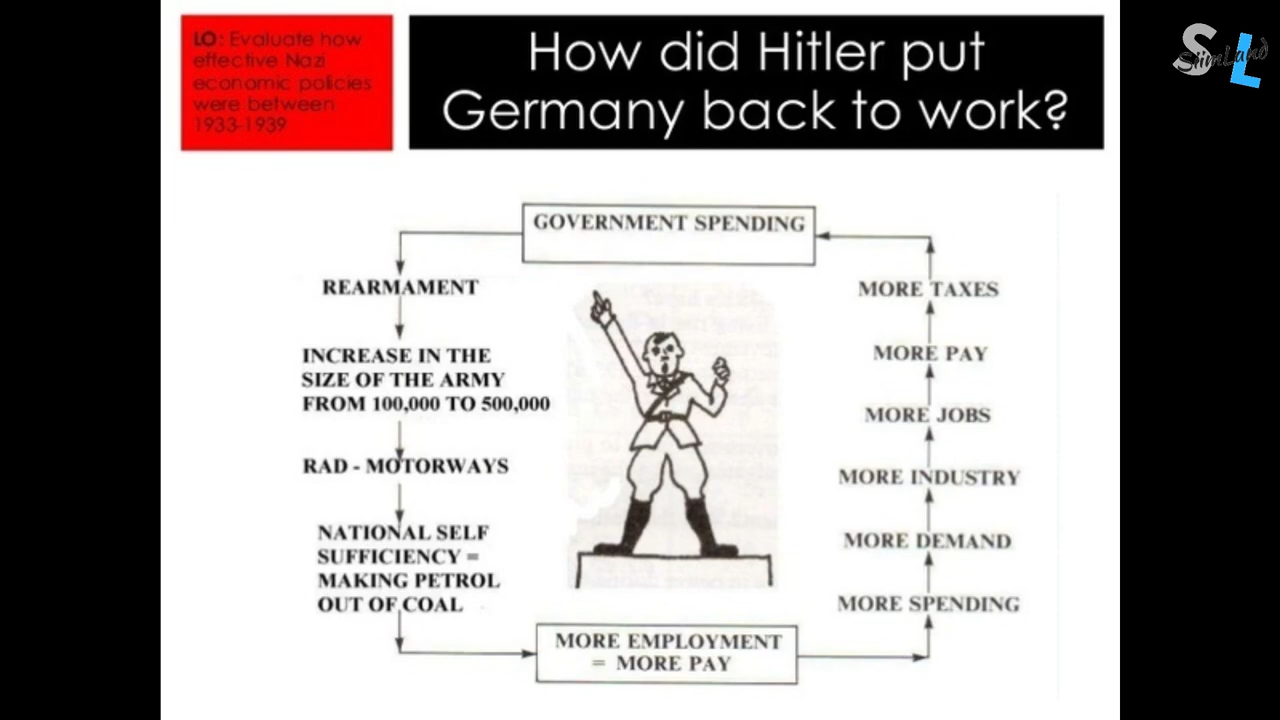 LO: Evaluate how
effective Nazi
economic policies
were between
1933-1939
How did Hitler put
Germany back to work?
S L
SiimLand
GOVERNMENT SPENDING
REARMAMENT
INCREASE IN THE
SIZE OF THE ARMY
FROM 100,000 TO 500,000
RAD - MOTORWAYS
NATIONAL SELF
SUFFICIENCY =
MAKING PETROL
OUT OF COAL
MORE EMPLOYMENT
= MORE PAY
MORE TAXES
MORE PAY
MORE JOBS
MORE INDUSTRY
MORE DEMAND
MORE SPENDING